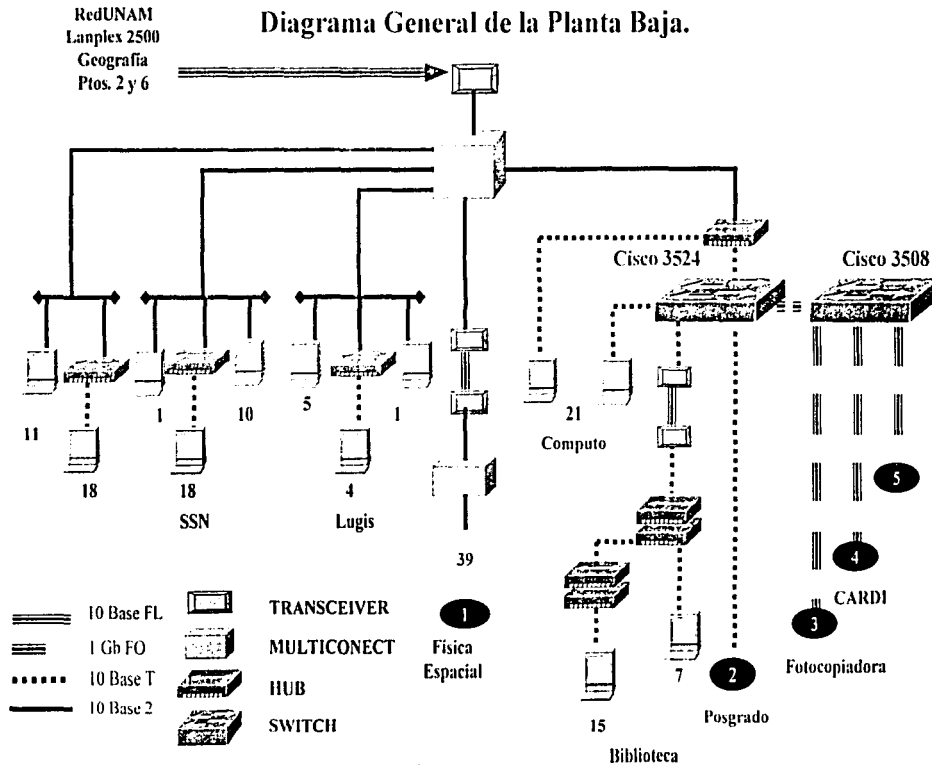 RedUNAM
Lanplex 2500
Geografía
Ptos. 2 y 6
Diagrama General de la Planta Baja.
Cisco 3524
Cisco 3508
11
18
1
18
10
SSN
5
4
1
Lugis
39
1
Física
Espacial
21
Computo
15
7
Biblioteca
2
Posgrado
5
4
CARDI
3
Fotocopiadora
10 Base FL
1 Gb FO
10 Base T
10 Base 2
TRANSCEIVER
MULTICONECT
HUB
SWITCH